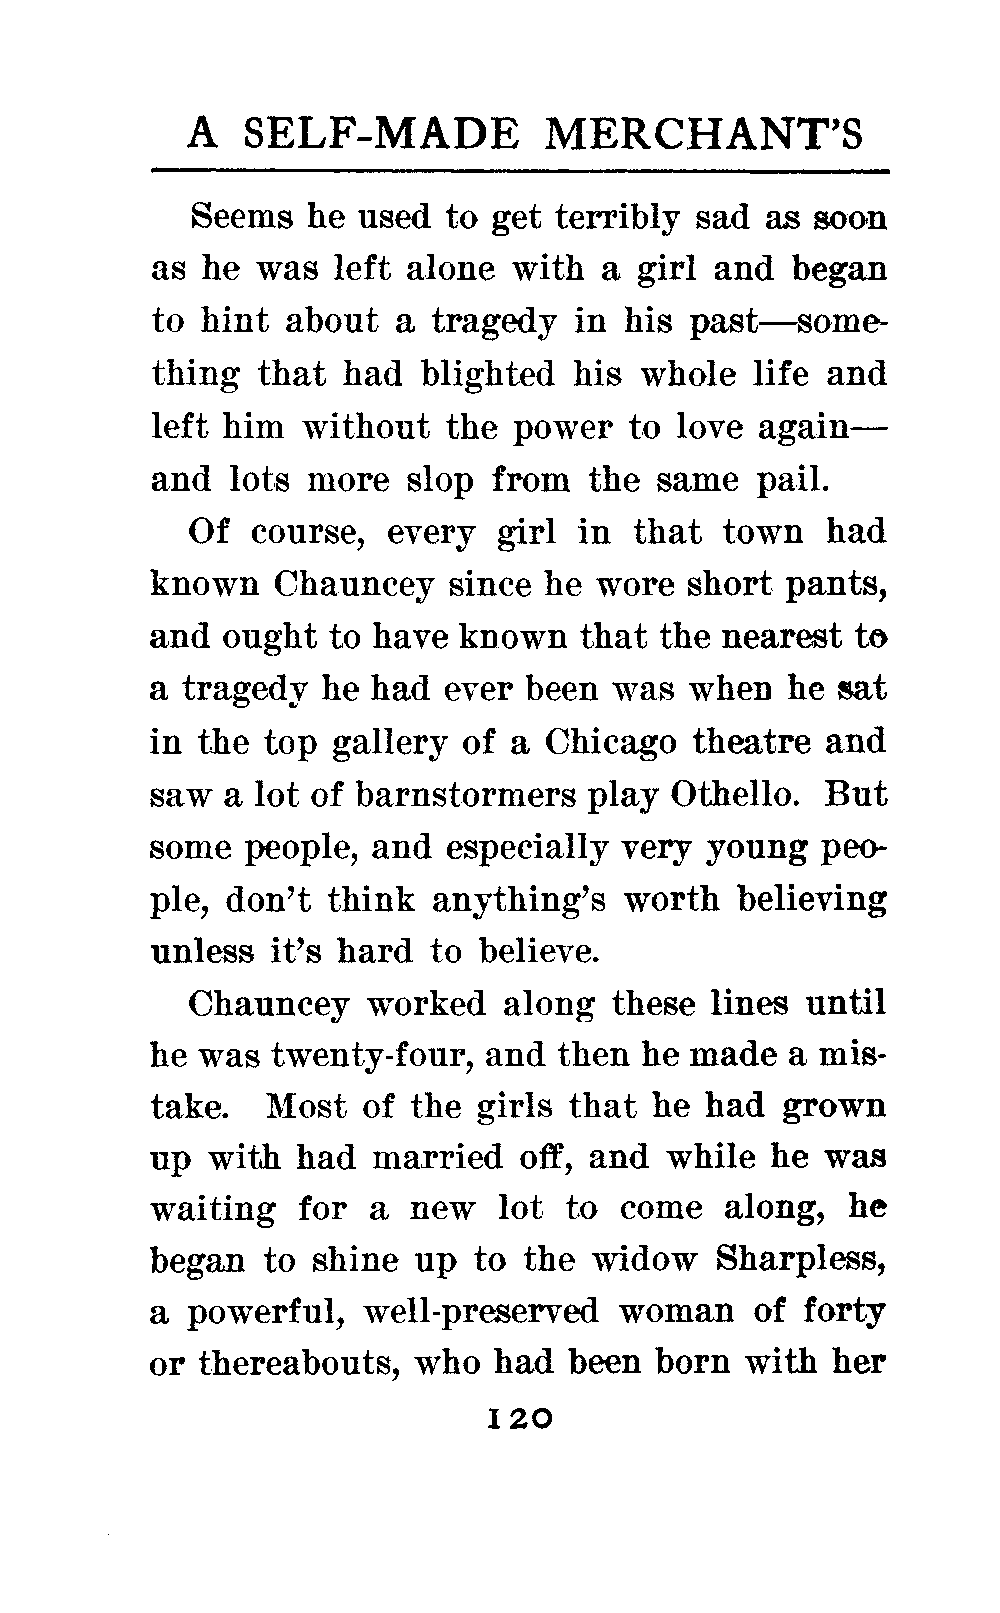 A SELF-MADE MERCHANT'S
Seems he used to get terribly sad as soon
as he was left alone with a girl and began
to hint about a tragedy in his past—some-
thing that had blighted his whole life and
left him without the power to love again—
and lots more slop from the same pail.
Of course, every girl in that town had
known Chauncey since he wore short pants,
and ought to have known that the nearest to
a tragedy he had ever been was when he sat
in the top gallery of a Chicago theatre and
saw a lot of barnstormers play Othello. But
some people, and especially very young peo-
ple, don't think anything's worth believing
unless it's hard to believe.
Chauncey worked along these lines until
he was twenty-four, and then he made a mis-
take. Most of the girls that he had grown
up with had married off, and while he was
waiting for a new lot to come along, he
began to shine up to the widow Sharpless,
a powerful, well-preserved woman of forty
or thereabouts, who had been born with her
120